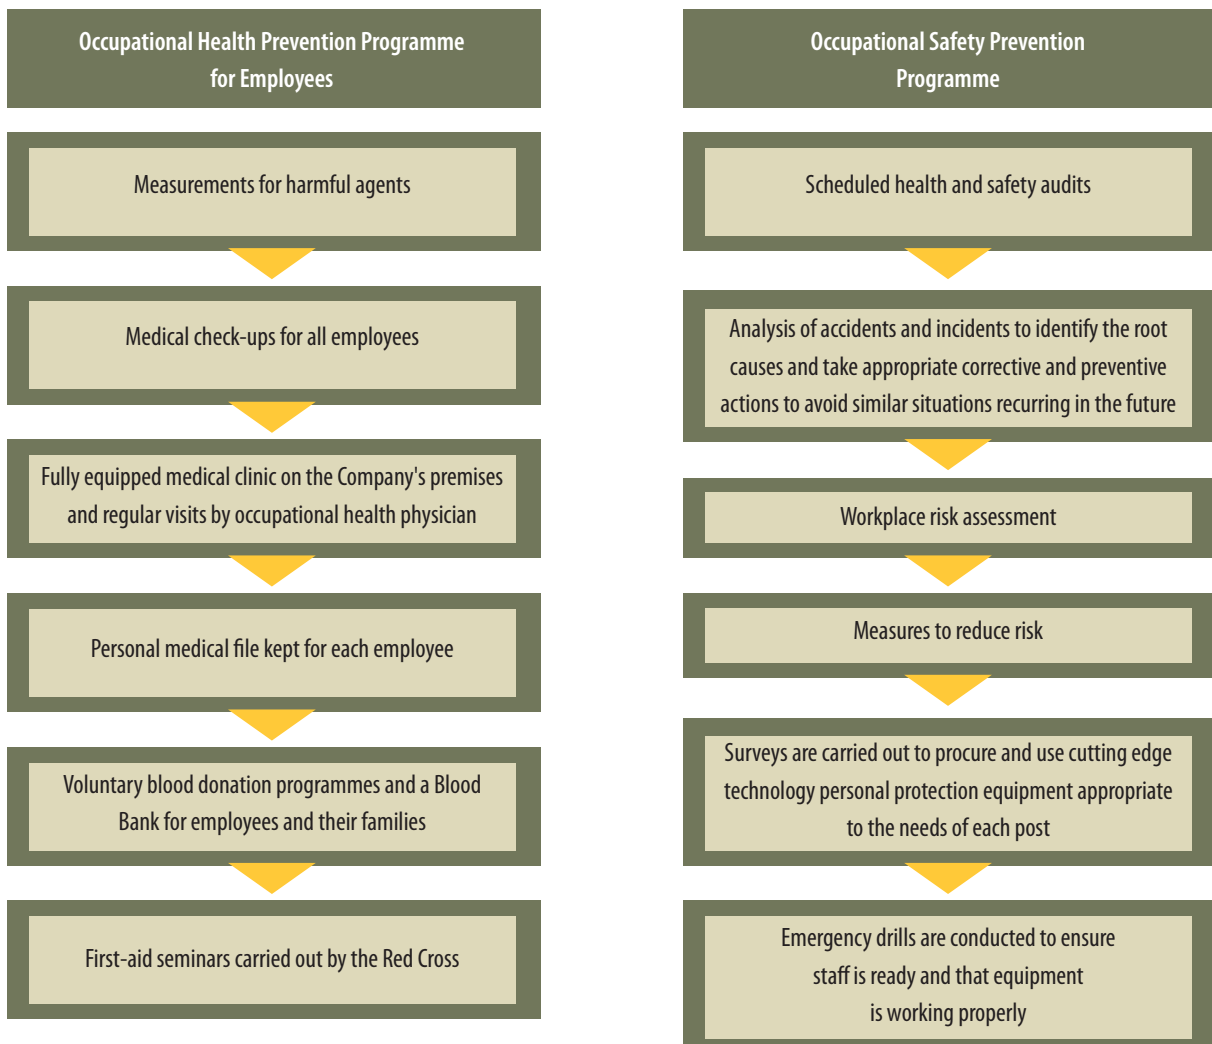 Occupational Health Prevention Programme
for Employees
Measurements for harmful agents
Medical check-ups for all employees
Fully equipped medical clinic on the Company's premises
and regular visits by occupational health physician
Personal medical file kept for each employee
Voluntary blood donation programmes and a Blood
Bank for employees and their families
First-aid seminars carried out by the Red Cross
Occupational Safety Prevention
Programme
Scheduled health and safety audits
Analysis of accidents and incidents to identify the root
causes and take appropriate corrective and preventive
actions to avoid similar situations recurring in the future
Workplace risk assessment
Measures to reduce risk
Surveys are carried out to procure and use cutting edge
technology personal protection equipment appropriate
to the needs of each post
Emergency drills are conducted to ensure
staff is ready and that equipment
is working properly